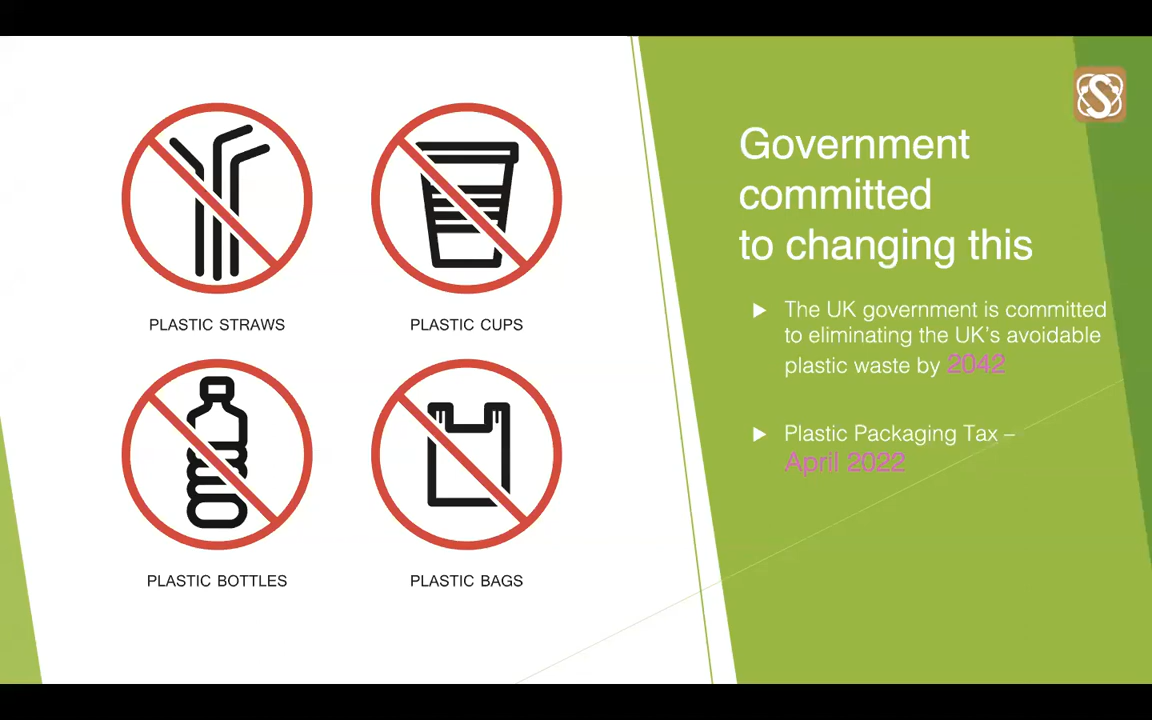 PLASTIC STRAWS
PLASTIC CUPS
PLASTIC BOTTLES
PLASTIC BAGS
Government
committed
to changing this
The UK government is committed
to eliminating the UK's avoidable
plastic waste by 2042
Plastic Packaging Tax –
April 2022
S